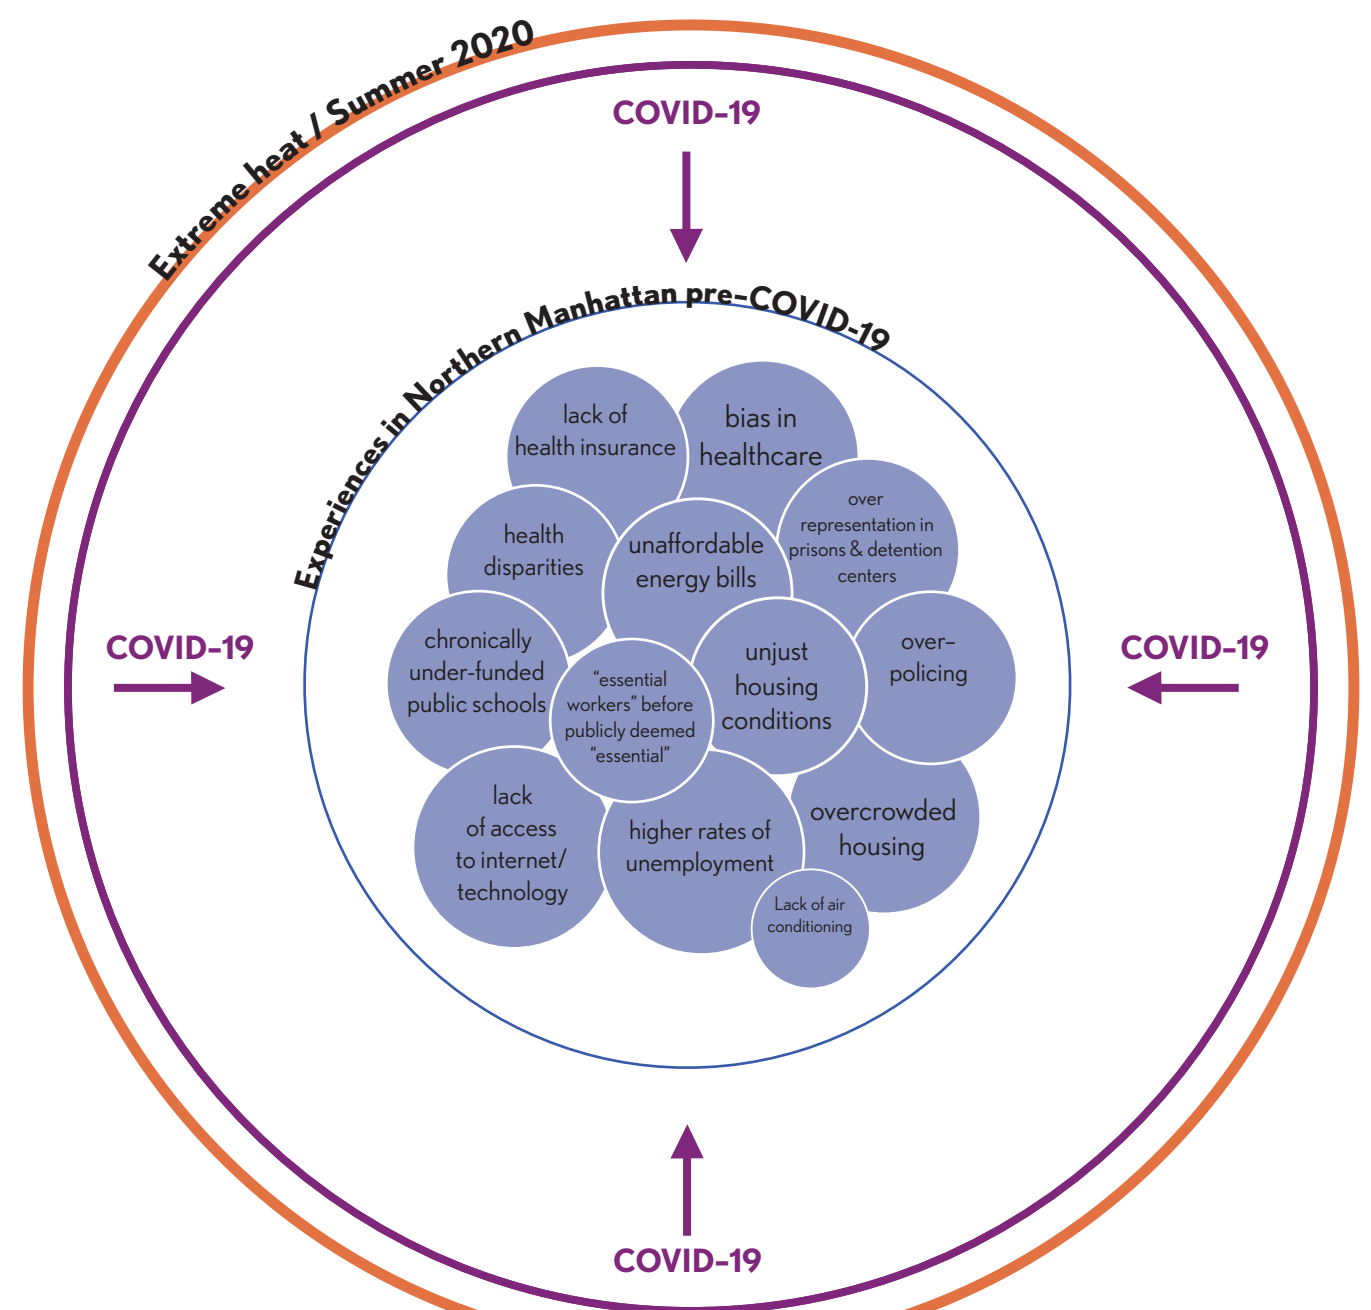 Extreme heat / Summer 2020
COVID-19
Experiences in Northern Manhattan pre-COVID-19
lack of
health insurance
bias in
healthcare
over
representation in
prisons & detention
centers
health
disparities
unaffordable
energy bills
chronically
under-funded
public schools
“essential
workers” before
publicly deemed
“essential”
unjust
housing
conditions
over-
policing
COVID-19
COVID-19
lack
of access
to internet/
technology
higher rates of
unemployment
overcrowded
housing
Lack of air
conditioning
COVID-19